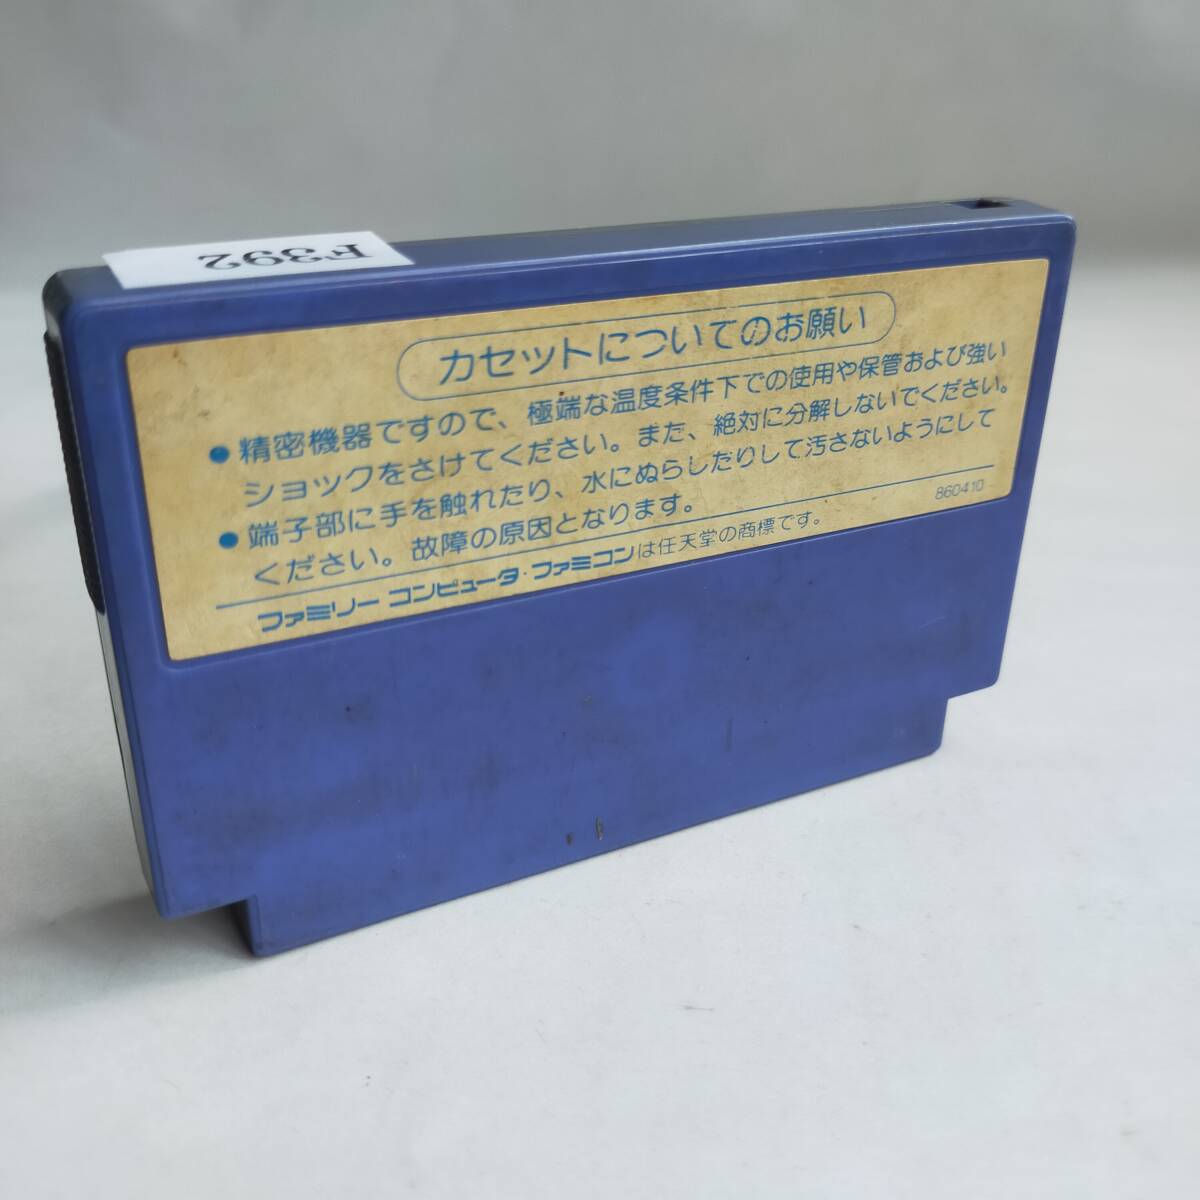 F392
カセットについてのお願い
●精密機器ですので、極端な温度条件下での使用や保管および強い
ショックをさけてください。また、絶対に分解しないでください。
●端子部に手を触れたり、水にぬらしたりして汚さないようにして
ください。故障の原因となります。
860410
ファミリー コンピュータ・ファミコンは任天堂の商標です。